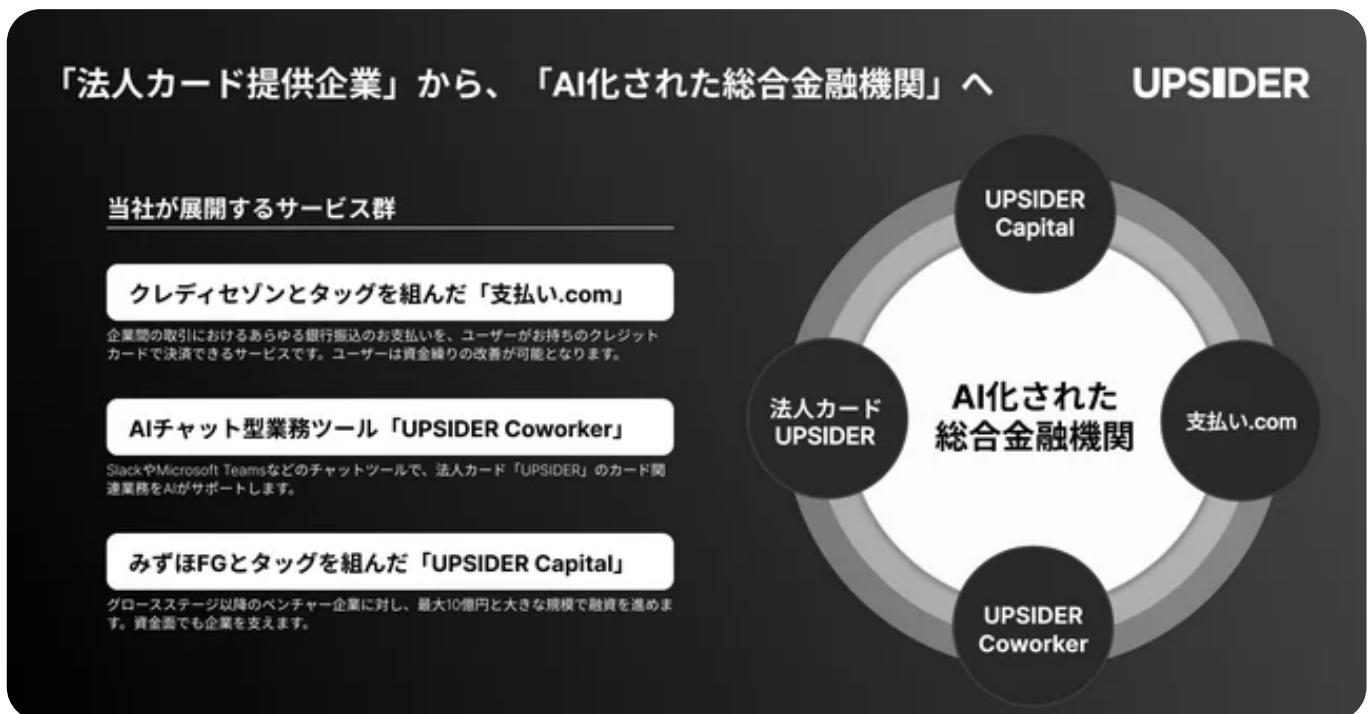 「法人カード提供企業」から、「AI化された総合金融機関」へ
UPSIDER
当社が展開するサービス群
クレディセゾンとタッグを組んだ「支払い.com」
企業間の取引におけるあらゆる銀行振込のお支払いを、ユーザーがお持ちのクレジット
カードで決済できるサービスです。ユーザーは資金繰りの改善が可能となります。
AIチャット型業務ツール「UPSIDER Coworker」
SlackやMicrosoft Teamsなどのチャットツールで、法人カード「UPSIDER」のカード関
連業務をAIがサポートします。
みずほFGとタッグを組んだ「UPSIDER Capital」
グロースステージ以降のベンチャー企業に対し、最大10億円と大きな規模で融資を進めま
す。資金面でも企業を支えます。
UPSIDER
Capital
法人カード
UPSIDER
AI化された
総合金融機関
支払い.com
UPSIDER
Coworker